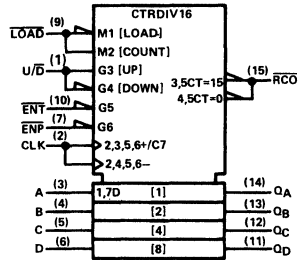 CTRDIV16
LOAD (9) M1 [LOAD]
M2 [COUNT]
U/D (1) G3 [UP]
G4 [DOWN]
ENT (10) G5
ENP (7) G6
CLK (2) 2,3,5,6+/C7
2,4,5,6−
3,5CT=15 (15) RCO
4,5CT=0
A (3) 1,7D [1] (14) QA
B (4) [2] (13) QB
C (5) [4] (12) QC
D (6) [8] (11) QD